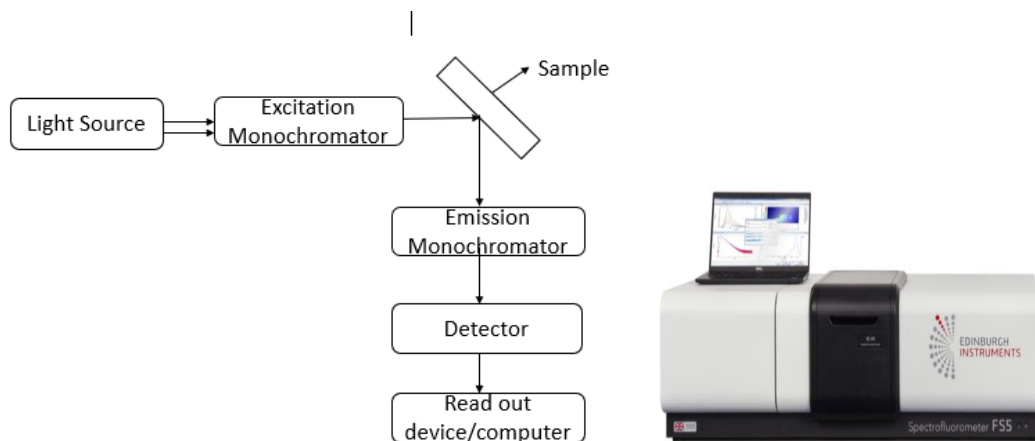 Sample
Light Source
Excitation
Monochromator
Emission
Monochromator
Detector
Read out
device/computer
EDINBURGH
INSTRUMENTS
Spectrofluorometer FS5